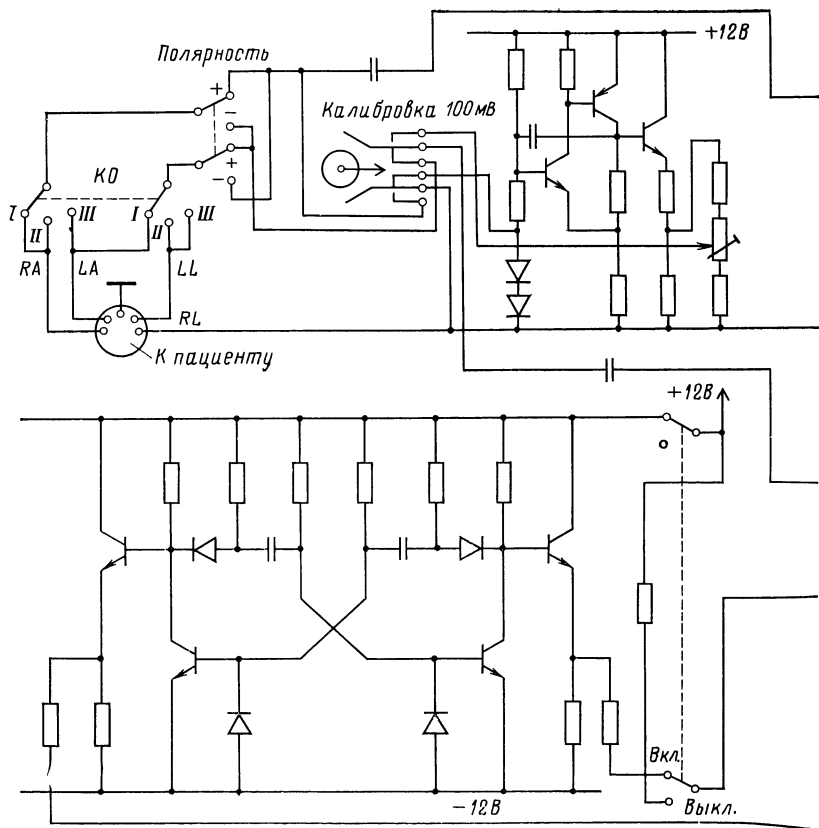 Полярность
+12В
+
−
+
−
Калибровка 100мВ
КО
I
II
III
I
II
III
RA
LA
LL
RL
К пациенту
+12В
Вкл.
Выкл.
−12В